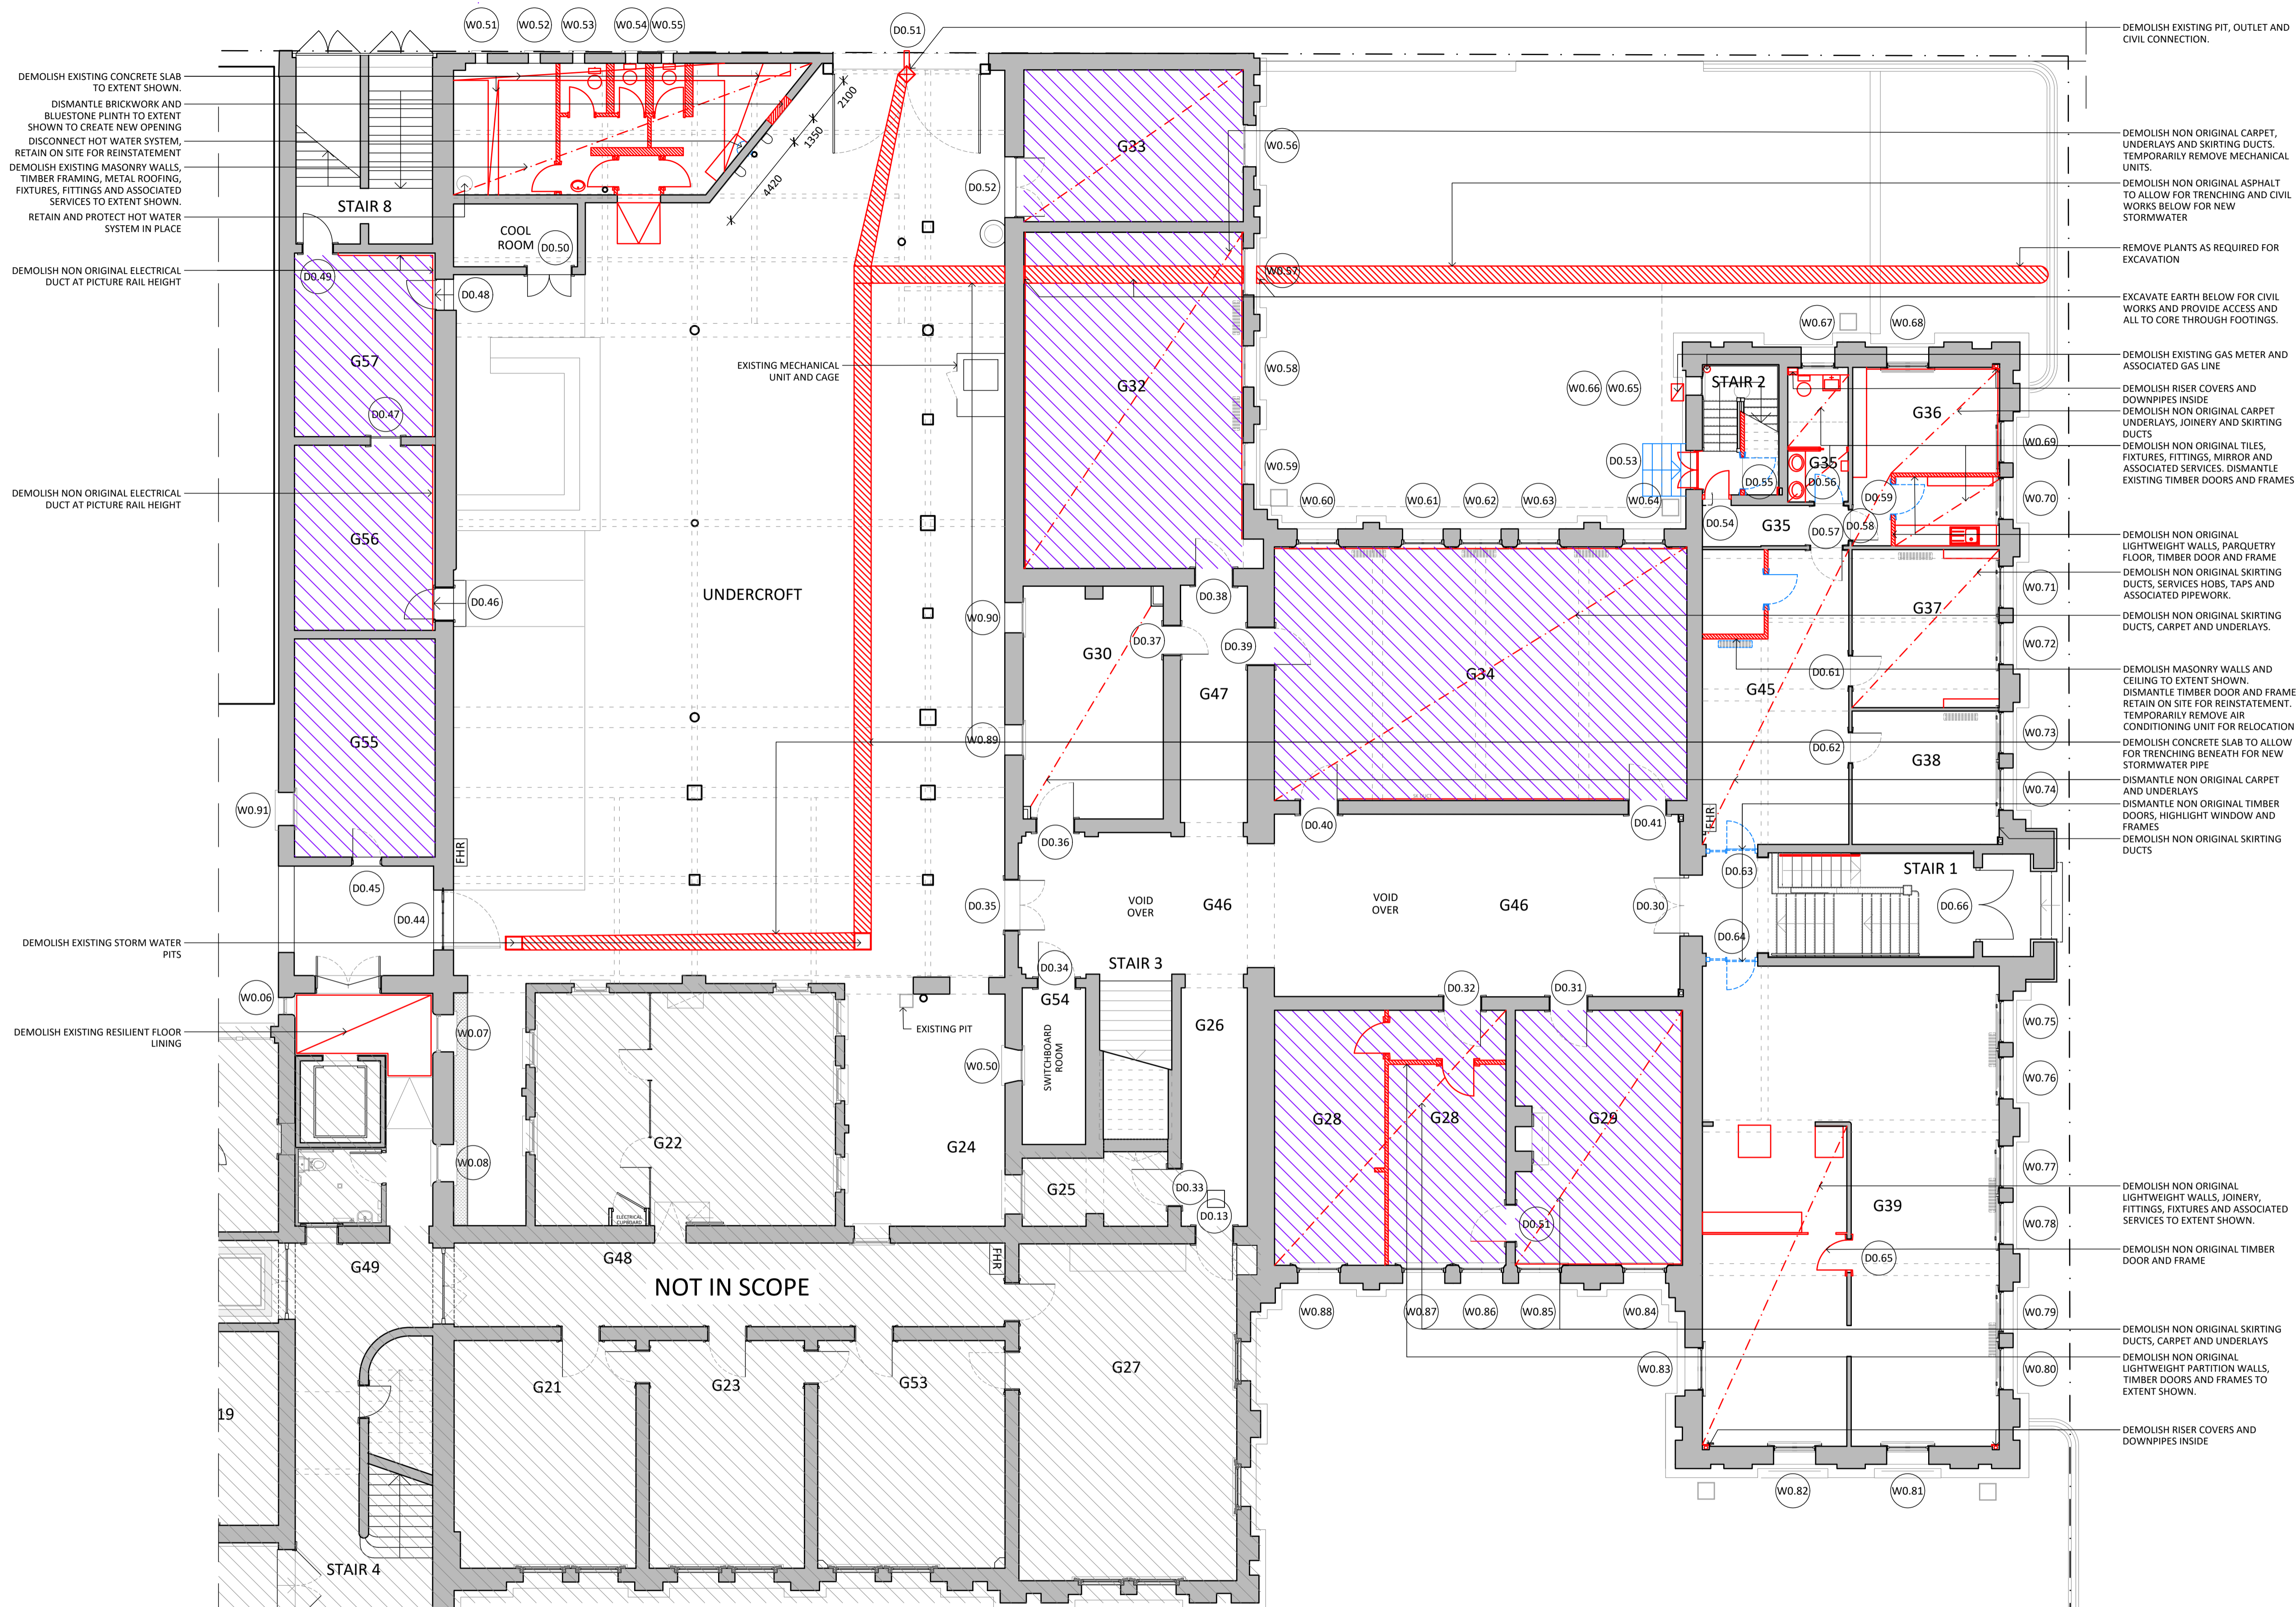 W0.51
W0.52
W0.53
W0.54
W0.55
D0.51
DEMOLISH EXISTING CONCRETE SLAB
TO EXTENT SHOWN.
DISMANTLE BRICKWORK AND
BLUESTONE PLINTH TO EXTENT
SHOWN TO CREATE NEW OPENING
DISCONNECT HOT WATER SYSTEM,
RETAIN ON SITE FOR REINSTATEMENT
DEMOLISH EXISTING MASONRY WALLS,
TIMBER FRAMING, METAL ROOFING,
FIXTURES, FITTINGS AND ASSOCIATED
SERVICES TO EXTENT SHOWN.
RETAIN AND PROTECT HOT WATER
SYSTEM IN PLACE
DEMOLISH NON ORIGINAL ELECTRICAL
DUCT AT PICTURE RAIL HEIGHT
DEMOLISH NON ORIGINAL ELECTRICAL
DUCT AT PICTURE RAIL HEIGHT
DEMOLISH EXISTING STORM WATER
PITS
DEMOLISH EXISTING RESILIENT FLOOR
LINING
2100
1350
4420
STAIR 8
COOL
ROOM
D0.50
D0.49
D0.48
G57
D0.47
G56
D0.46
G55
W0.91
D0.45
FHR
D0.44
W0.06
W0.07
W0.08
UNDERCROFT
EXISTING MECHANICAL
UNIT AND CAGE
D0.52
G33
W0.56
W0.57
G32
W0.58
W0.59
W0.60
W0.61
W0.62
W0.63
W0.64
D0.38
W0.90
D0.37
G30
D0.39
G47
G34
W0.89
D0.36
D0.40
D0.41
D0.35
VOID
OVER
G46
VOID
OVER
G46
D0.30
D0.34
STAIR 3
G54
SWITCHBOARD
ROOM
EXISTING PIT
W0.50
G26
D0.32
D0.31
G28
G28
G29
G22
G24
G25
D0.33
D0.13
D0.51
ELECTRICAL
CUPBOARD
G49
G48
NOT IN SCOPE
FHR
W0.88
W0.87
W0.86
W0.85
W0.84
G21
G23
G53
G27
19
STAIR 4
W0.67
W0.68
W0.66
W0.65
STAIR 2
G36
W0.69
D0.53
D0.55
G35
D0.56
D0.59
W0.70
D0.54
G35
D0.57
D0.58
W0.71
G37
W0.72
D0.61
G45
W0.73
D0.62
G38
W0.74
FHR
D0.63
STAIR 1
D0.66
D0.64
W0.75
W0.76
W0.77
G39
W0.78
D0.65
W0.79
W0.83
W0.80
W0.82
W0.81
DEMOLISH EXISTING PIT, OUTLET AND
CIVIL CONNECTION.
DEMOLISH NON ORIGINAL CARPET,
UNDERLAYS AND SKIRTING DUCTS.
TEMPORARILY REMOVE MECHANICAL
UNITS.
DEMOLISH NON ORIGINAL ASPHALT
TO ALLOW FOR TRENCHING AND CIVIL
WORKS BELOW FOR NEW
STORMWATER
REMOVE PLANTS AS REQUIRED FOR
EXCAVATION
EXCAVATE EARTH BELOW FOR CIVIL
WORKS AND PROVIDE ACCESS AND
ALL TO CORE THROUGH FOOTINGS.
DEMOLISH EXISTING GAS METER AND
ASSOCIATED GAS LINE
DEMOLISH RISER COVERS AND
DOWNPIPES INSIDE
DEMOLISH NON ORIGINAL CARPET
UNDERLAYS, JOINERY AND SKIRTING
DUCTS
DEMOLISH NON ORIGINAL TILES,
FIXTURES, FITTINGS, MIRROR AND
ASSOCIATED SERVICES. DISMANTLE
EXISTING TIMBER DOORS AND FRAMES
DEMOLISH NON ORIGINAL
LIGHTWEIGHT WALLS, PARQUETRY
FLOOR, TIMBER DOOR AND FRAME
DEMOLISH NON ORIGINAL SKIRTING
DUCTS, SERVICES HOBS, TAPS AND
ASSOCIATED PIPEWORK.
DEMOLISH NON ORIGINAL SKIRTING
DUCTS, CARPET AND UNDERLAYS.
DEMOLISH MASONRY WALLS AND
CEILING TO EXTENT SHOWN.
DISMANTLE TIMBER DOOR AND FRAME
RETAIN ON SITE FOR REINSTATEMENT.
TEMPORARILY REMOVE AIR
CONDITIONING UNIT FOR RELOCATION
DEMOLISH CONCRETE SLAB TO ALLOW
FOR TRENCHING BENEATH FOR NEW
STORMWATER PIPE
DISMANTLE NON ORIGINAL CARPET
AND UNDERLAYS
DISMANTLE NON ORIGINAL TIMBER
DOORS, HIGHLIGHT WINDOW AND
FRAMES
DEMOLISH NON ORIGINAL SKIRTING
DUCTS
DEMOLISH NON ORIGINAL
LIGHTWEIGHT WALLS, JOINERY,
FITTINGS, FIXTURES AND ASSOCIATED
SERVICES TO EXTENT SHOWN.
DEMOLISH NON ORIGINAL TIMBER
DOOR AND FRAME
DEMOLISH NON ORIGINAL SKIRTING
DUCTS, CARPET AND UNDERLAYS
DEMOLISH NON ORIGINAL
LIGHTWEIGHT PARTITION WALLS,
TIMBER DOORS AND FRAMES TO
EXTENT SHOWN.
DEMOLISH RISER COVERS AND
DOWNPIPES INSIDE